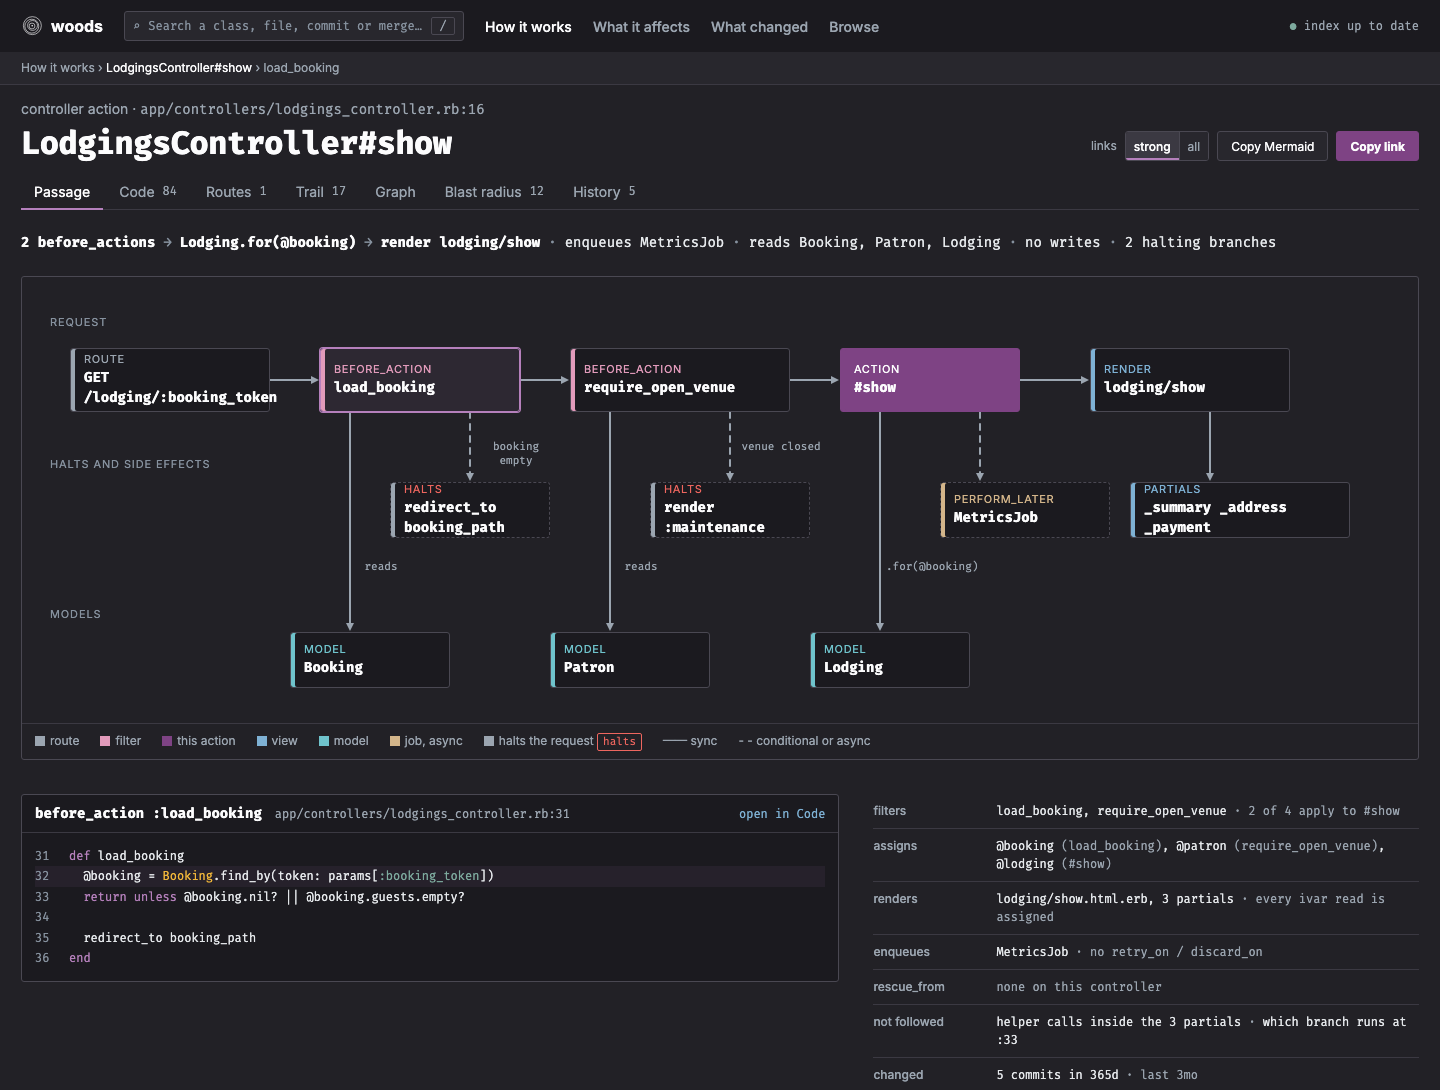 woods
Search a class, file, commit or merge… /
How it works What it affects What changed Browse
index up to date
How it works › LodgingsController#show › load_booking
controller action · app/controllers/lodgings_controller.rb:16
LodgingsController#show
links strong all Copy Mermaid Copy link
Passage Code 84 Routes 1 Trail 17 Graph Blast radius 12 History 5
2 before_actions → Lodging.for(@booking) → render lodging/show · enqueues MetricsJob · reads Booking, Patron, Lodging · no writes · 2 halting branches
REQUEST
ROUTE
GET
/lodging/:booking_token
BEFORE_ACTION
load_booking
BEFORE_ACTION
require_open_venue
ACTION
#show
RENDER
lodging/show
booking
empty
venue closed
HALTS AND SIDE EFFECTS
HALTS
redirect_to
booking_path
HALTS
render
:maintenance
PERFORM_LATER
MetricsJob
PARTIALS
_summary _address
_payment
reads
reads
.for(@booking)
MODELS
MODEL
Booking
MODEL
Patron
MODEL
Lodging
route filter this action view model job, async halts the request halts sync conditional or async
before_action :load_booking app/controllers/lodgings_controller.rb:31 open in Code
31 def load_booking
32 @booking = Booking.find_by(token: params[:booking_token])
33 return unless @booking.nil? || @booking.guests.empty?
34
35 redirect_to booking_path
36 end
filters load_booking, require_open_venue · 2 of 4 apply to #show
assigns @booking (load_booking), @patron (require_open_venue),
@lodging (#show)
renders lodging/show.html.erb, 3 partials · every ivar read is
assigned
enqueues MetricsJob · no retry_on / discard_on
rescue_from none on this controller
not followed helper calls inside the 3 partials · which branch runs at
:33
changed 5 commits in 365d · last 3mo